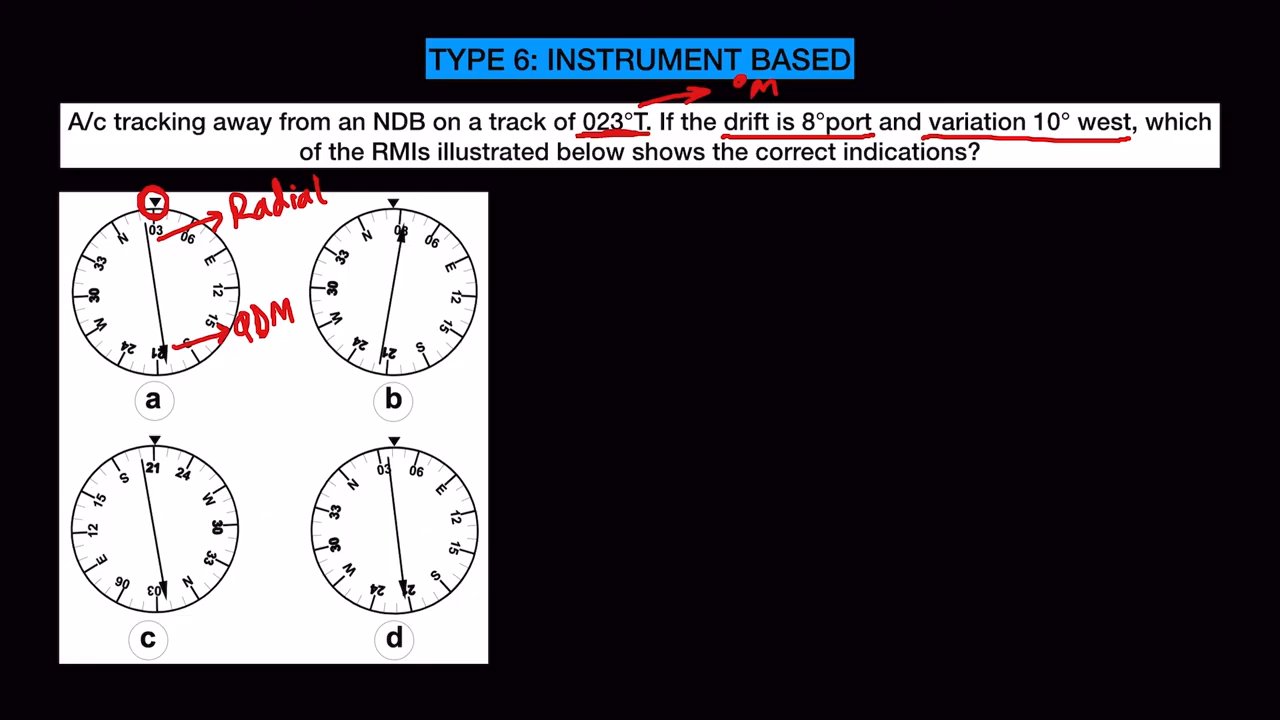 TYPE 6: INSTRUMENT BASED
°M
A/c tracking away from an NDB on a track of 023°T. If the drift is 8°port and variation 10° west, which
of the RMIs illustrated below shows the correct indications?
Radial
QDM
03
06
E
12
15
S
21
24
W
30
33
N
a
03
06
E
12
15
S
21
24
W
30
33
N
b
21
24
W
30
33
N
03
06
E
12
15
S
c
03
06
E
12
15
S
21
24
W
30
33
N
d